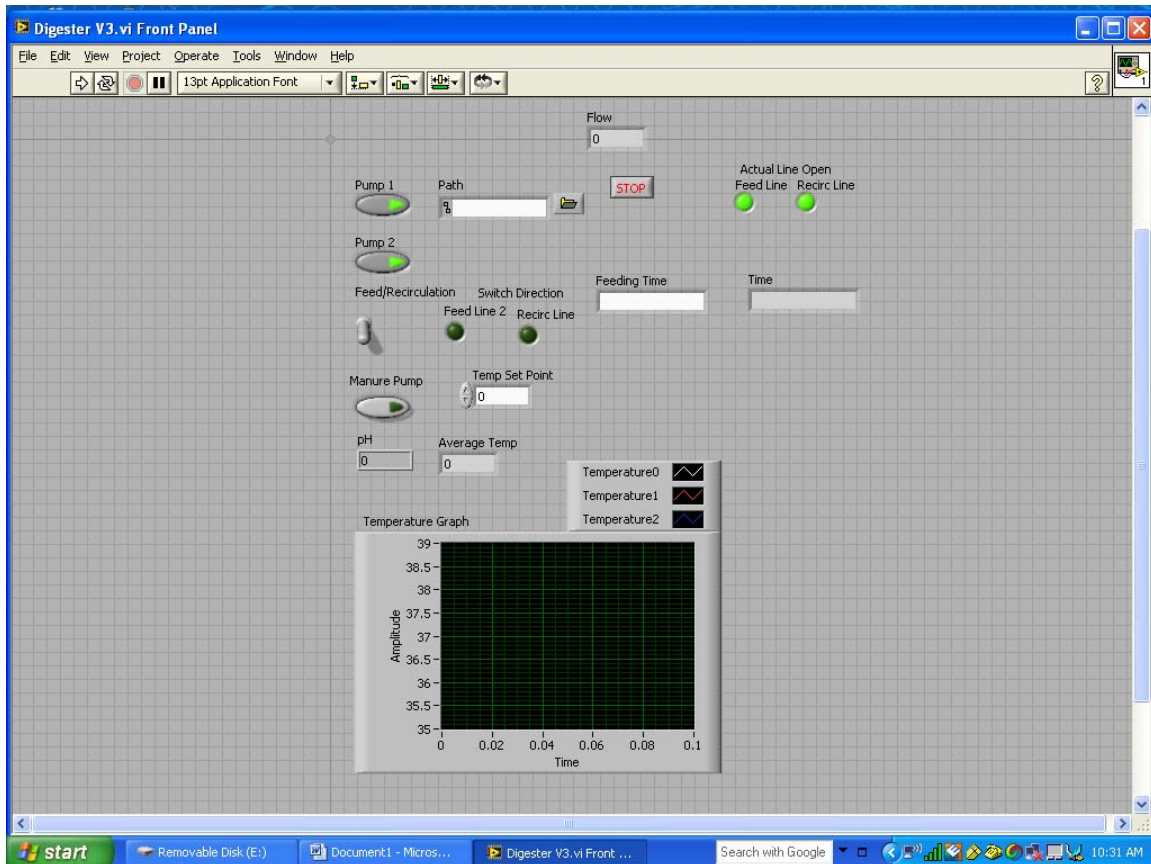 Digester V3.vi Front Panel
File Edit View Project Operate Tools Window Help
13pt Application Font
1
Flow
0
Actual Line Open
Pump 1 Path STOP Feed Line Recirc Line
Pump 2
Feeding Time Time
Feed/Recirculation Switch Direction
Feed Line 2 Recirc Line
Manure Pump Temp Set Point
0
pH Average Temp
0 0
Temperature0
Temperature1
Temperature2
Temperature Graph
39
38.5
38
37.5
37
36.5
36
35.5
35
Amplitude
0 0.02 0.04 0.06 0.08 0.1
Time
start Removable Disk (E:) Document1 - Micros... Digester V3.vi Front ... Search with Google 10:31 AM